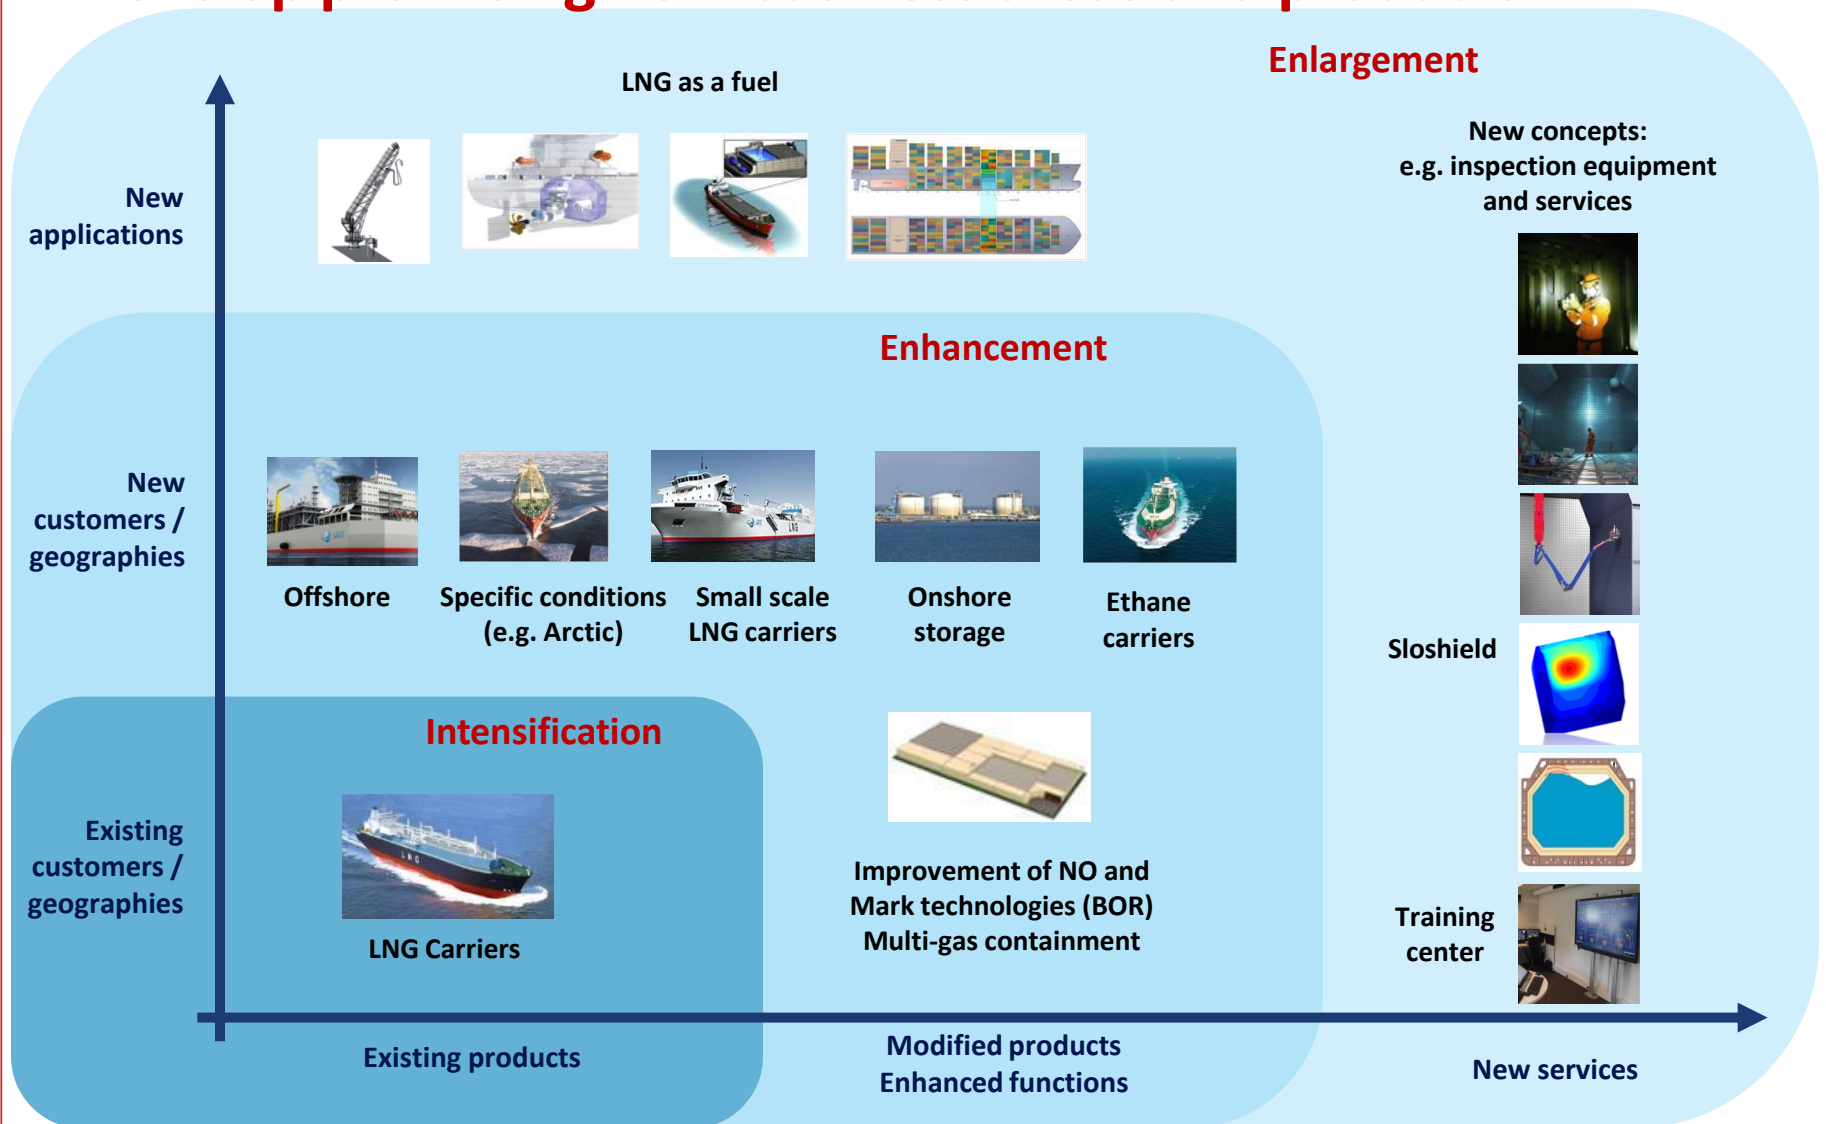 Enlargement
LNG as a fuel
New concepts:
e.g. inspection equipment
and services
New
applications
Enhancement
New
customers /
geographies
Offshore
Specific conditions
(e.g. Arctic)
Small scale
LNG carriers
Onshore
storage
Ethane
carriers
Sloshield
Intensification
Existing
customers /
geographies
LNG
LNG
LNG Carriers
Improvement of NO and
Mark technologies (BOR)
Multi-gas containment
Training
center
Existing products
Modified products
Enhanced functions
New services